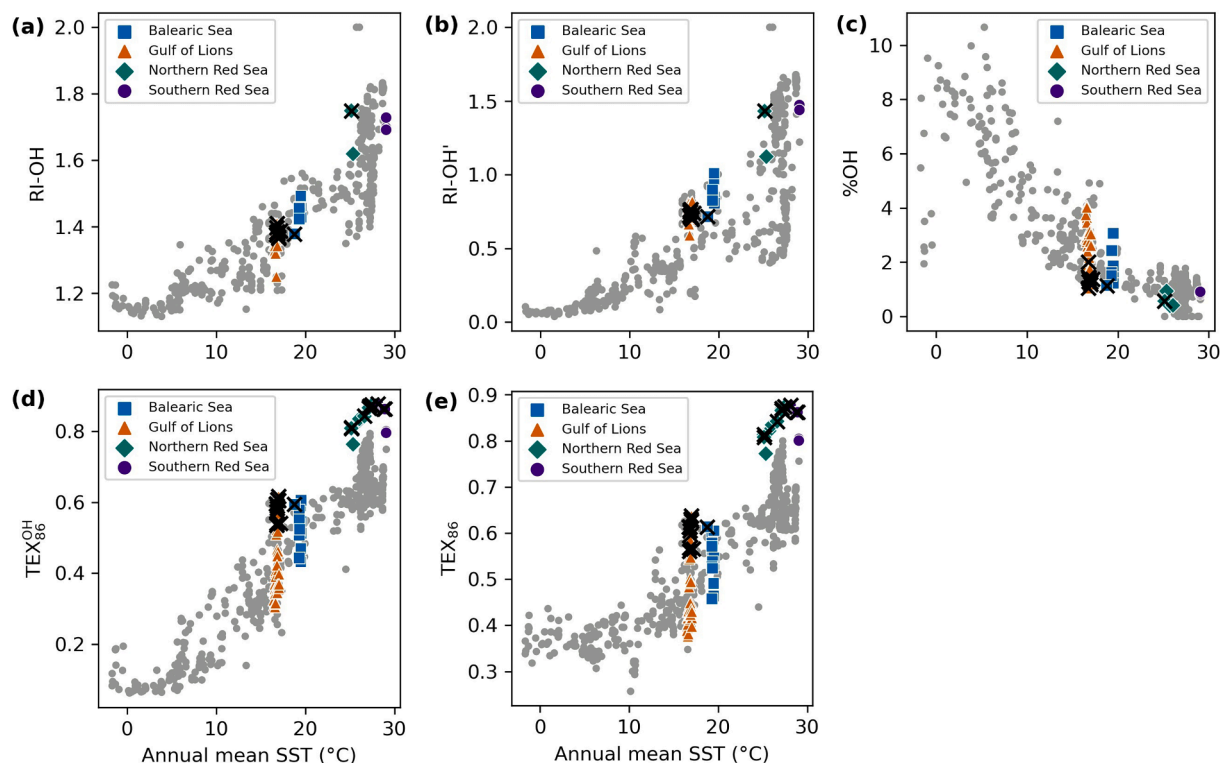 (a)
2.0
1.8
1.6
1.4
1.2
RI-OH
0
10
20
30
Balearic Sea
Gulf of Lions
Northern Red Sea
Southern Red Sea
(b)
2.0
1.5
1.0
0.5
0.0
RI-OH'
0
10
20
30
Balearic Sea
Gulf of Lions
Northern Red Sea
Southern Red Sea
(c)
10
8
6
4
2
0
%OH
0
10
20
30
Balearic Sea
Gulf of Lions
Northern Red Sea
Southern Red Sea
(d)
0.8
0.6
0.4
0.2
TEX₈₆ᴼᴴ
0
10
20
30
Annual mean SST (°C)
Balearic Sea
Gulf of Lions
Northern Red Sea
Southern Red Sea
(e)
0.9
0.8
0.7
0.6
0.5
0.4
0.3
TEX₈₆
0
10
20
30
Annual mean SST (°C)
Balearic Sea
Gulf of Lions
Northern Red Sea
Southern Red Sea